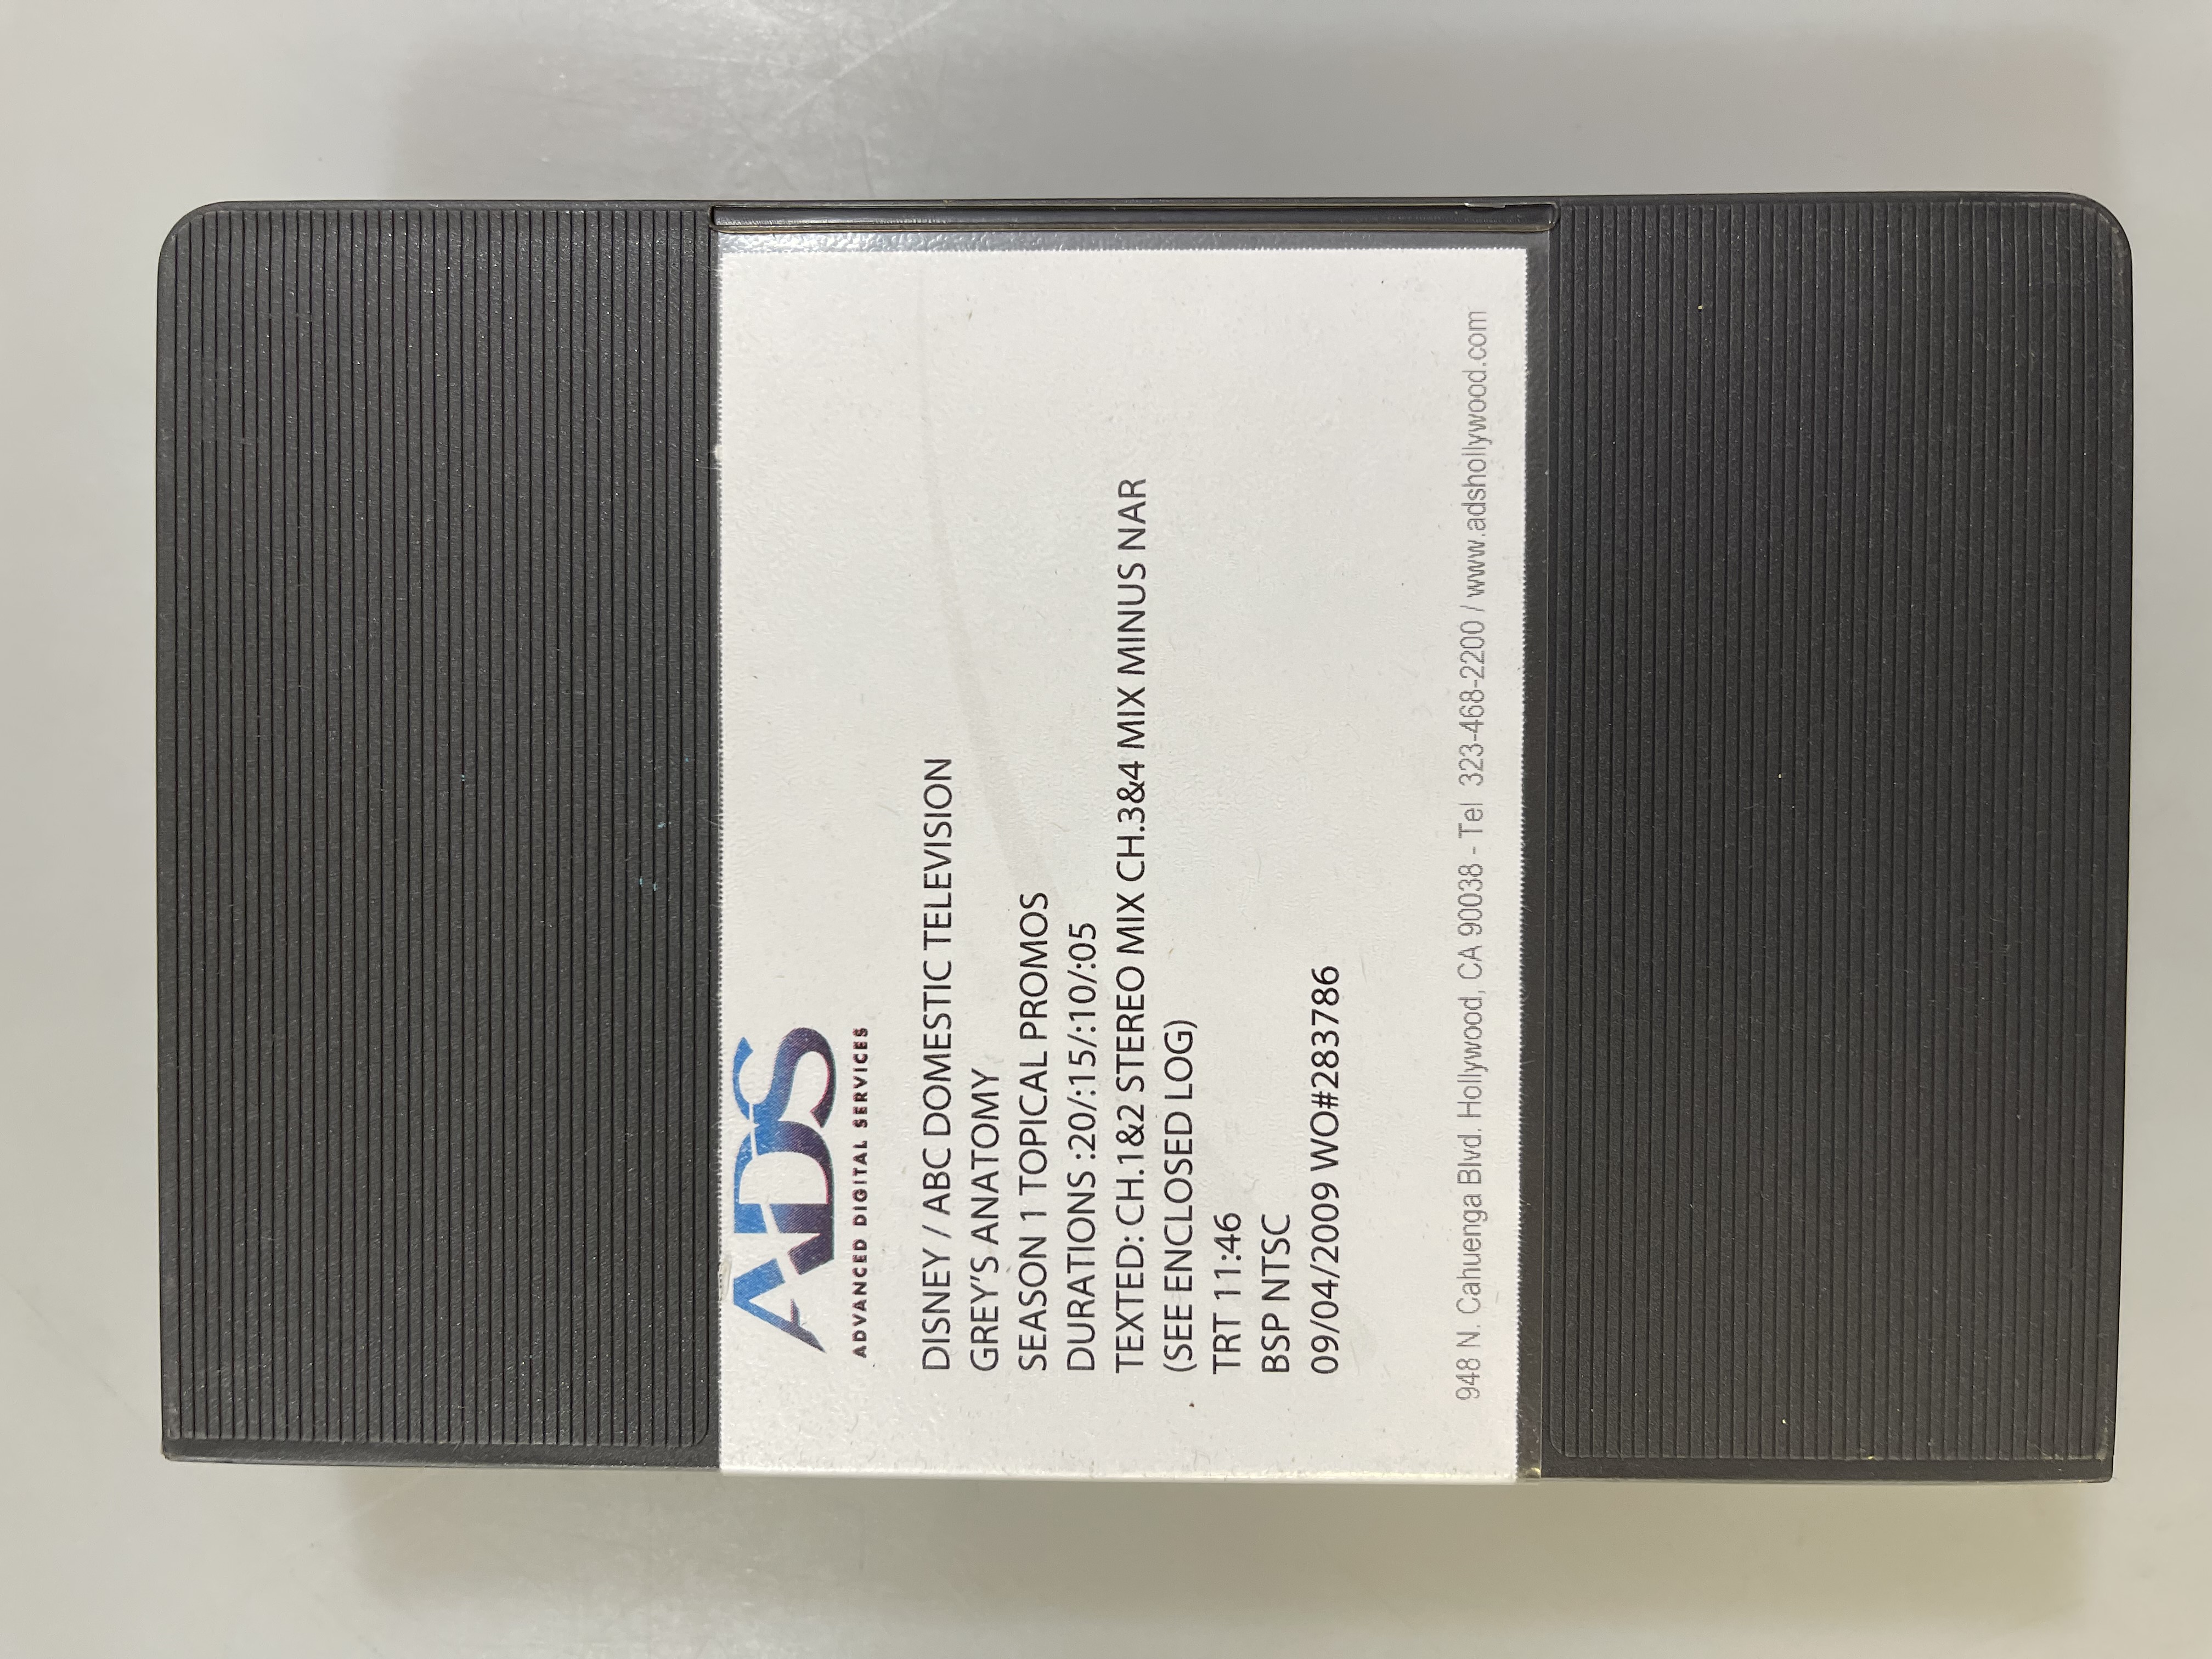 ADS
ADVANCED DIGITAL SERVICES
DISNEY / ABC DOMESTIC TELEVISION
GREY'S ANATOMY
SEASON 1 TOPICAL PROMOS
DURATIONS :20/:15/:10/:05
TEXTED: CH.1&2 STEREO MIX CH.3&4 MIX MINUS NAR
(SEE ENCLOSED LOG)
TRT 11:46
BSP NTSC
09/04/2009 WO#283786
948 N. Cahuenga Blvd. Hollywood, CA 90038 - Tel 323-468-2200 / www.adshollywood.com